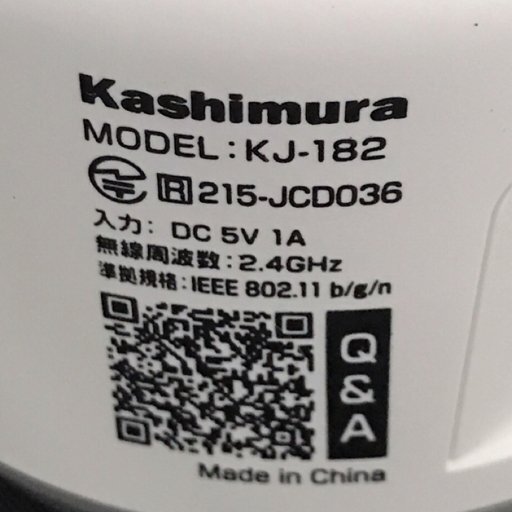 Kashimura
MODEL : KJ-182
R 215-JCD036
入力: DC 5V 1A
無線周波数 : 2.4GHz
準拠規格: IEEE 802.11 b/g/n
Q&A
Made in China